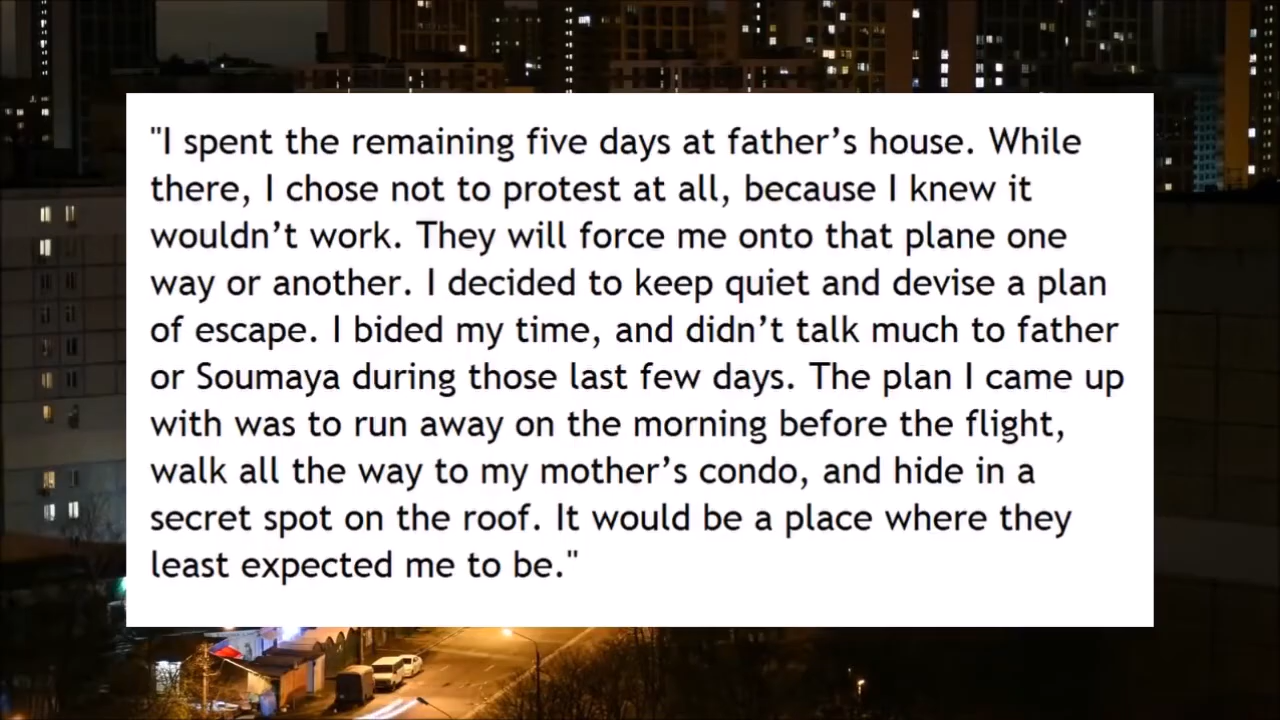 "I spent the remaining five days at father’s house. While
there, I chose not to protest at all, because I knew it
wouldn’t work. They will force me onto that plane one
way or another. I decided to keep quiet and devise a plan
of escape. I bided my time, and didn’t talk much to father
or Soumaya during those last few days. The plan I came up
with was to run away on the morning before the flight,
walk all the way to my mother’s condo, and hide in a
secret spot on the roof. It would be a place where they
least expected me to be."